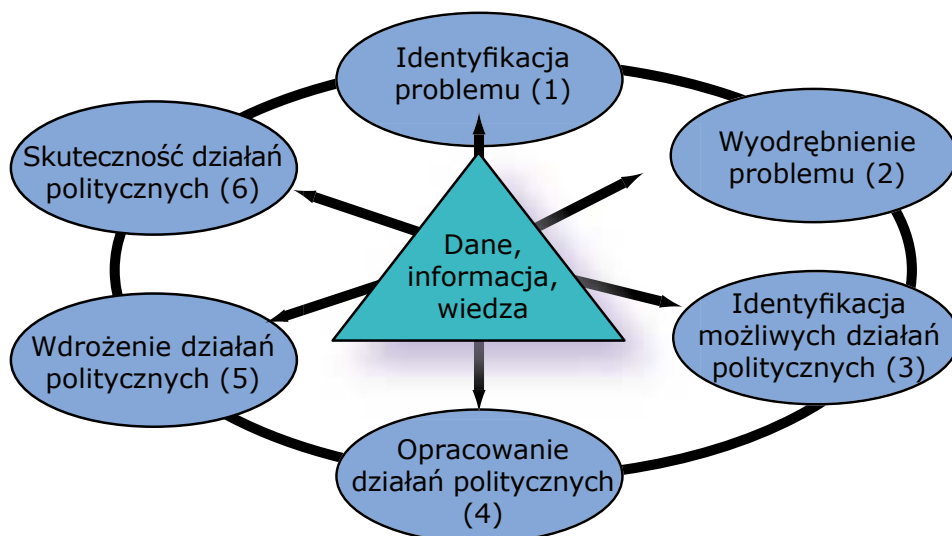 Identyfikacja
problemu (1)
Wyodrębnienie
problemu (2)
Identyfikacja
możliwych działań
politycznych (3)
Opracowanie
działań politycznych
(4)
Wdrożenie działań
politycznych (5)
Skuteczność działań
politycznych (6)
Dane,
informacja,
wiedza